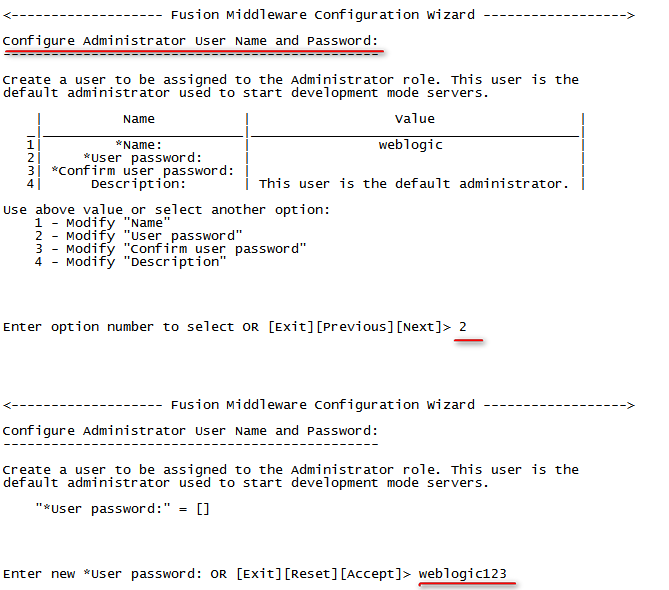 <------------------- Fusion Middleware Configuration Wizard ------------------>
Configure Administrator User Name and Password:
-----------------------------------------------
Create a user to be assigned to the Administrator role. This user is the
default administrator used to start development mode servers.
| Name | Value |
_|_________________________|_________________________________________|
1| *Name: | weblogic |
2| *User password: | |
3| *Confirm user password: | |
4| Description: | This user is the default administrator. |
Use above value or select another option:
1 - Modify "Name"
2 - Modify "User password"
3 - Modify "Confirm user password"
4 - Modify "Description"
Enter option number to select OR [Exit][Previous][Next]> 2
<------------------- Fusion Middleware Configuration Wizard ------------------>
Configure Administrator User Name and Password:
-----------------------------------------------
Create a user to be assigned to the Administrator role. This user is the
default administrator used to start development mode servers.
"*User password:" = []
Enter new *User password: OR [Exit][Reset][Accept]> weblogic123